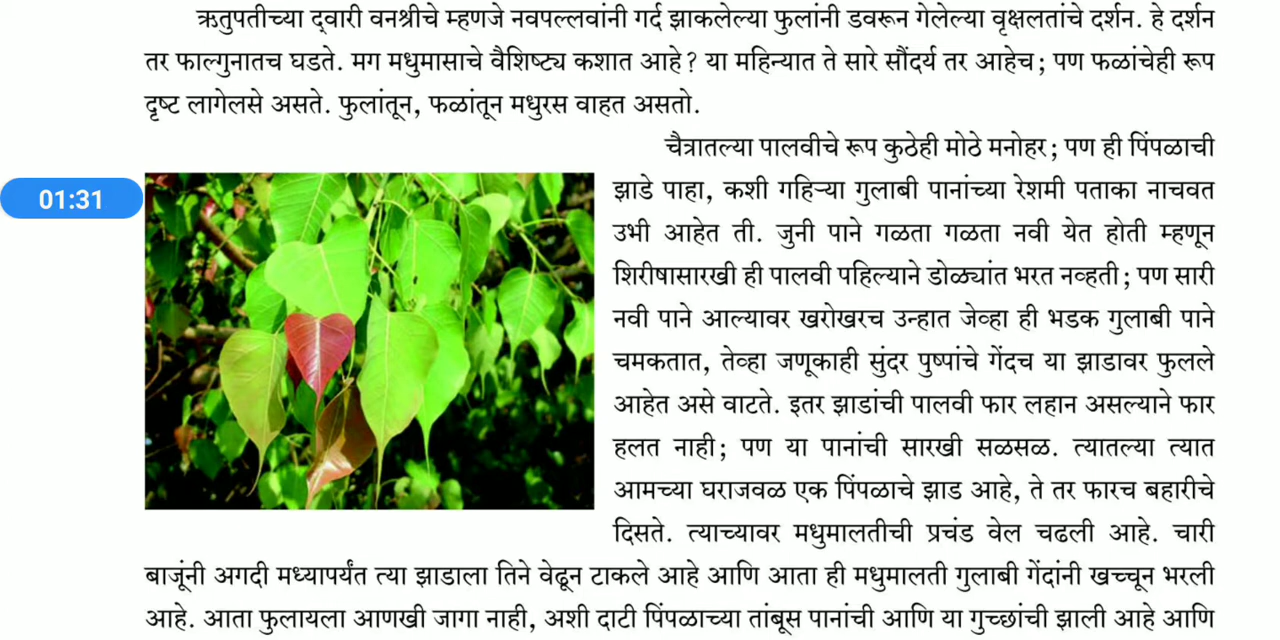 ऋतुपतीच्या द्वारी वनश्रीचे म्हणजे नवपल्लवांनी गर्द झाकलेल्या फुलांनी डवरून गेलेल्या वृक्षलतांचे दर्शन. हे दर्शन
तर फाल्गुनातच घडते. मग मधुमासाचे वैशिष्ट्य कशात आहे? या महिन्यात ते सारे सौंदर्य तर आहेच; पण फळांचेही रूप
दृष्ट लागेलसे असते. फुलांतून, फळांतून मधुरस वाहत असतो.
चैत्रातल्या पालवीचे रूप कुठेही मोठे मनोहर; पण ही पिंपळाची
01:31
झाडे पाहा, कशी गहिऱ्या गुलाबी पानांच्या रेशमी पताका नाचवत
उभी आहेत ती. जुनी पाने गळता गळता नवी येत होती म्हणून
शिरीषासारखी ही पालवी पहिल्याने डोळ्यांत भरत नव्हती; पण सारी
नवी पाने आल्यावर खरोखरच उन्हात जेव्हा ही भडक गुलाबी पाने
चमकतात, तेव्हा जणूकाही सुंदर पुष्पांचे गेंदच या झाडावर फुलले
आहेत असे वाटते. इतर झाडांची पालवी फार लहान असल्याने फार
हलत नाही; पण या पानांची सारखी सळसळ. त्यातल्या त्यात
आमच्या घराजवळ एक पिंपळाचे झाड आहे, ते तर फारच बहारीचे
दिसते. त्याच्यावर मधुमालतीची प्रचंड वेल चढली आहे. चारी
बाजूंनी अगदी मध्यापर्यंत त्या झाडाला तिने वेढून टाकले आहे आणि आता ही मधुमालती गुलाबी गेंदांनी खच्चून भरली
आहे. आता फुलायला आणखी जागा नाही, अशी दाटी पिंपळाच्या तांबूस पानांची आणि या गुच्छांची झाली आहे आणि